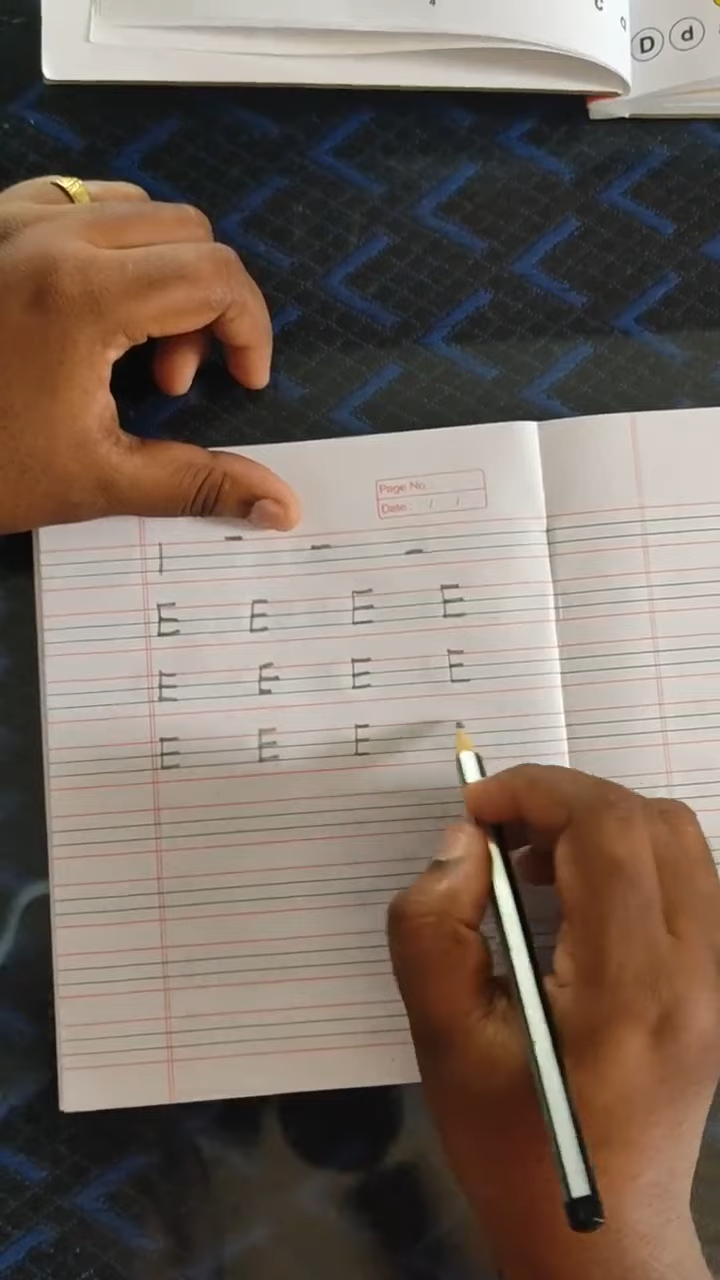 D d
Page No.:
Date: / /
| - - -
E E E E
E E E E
E E E